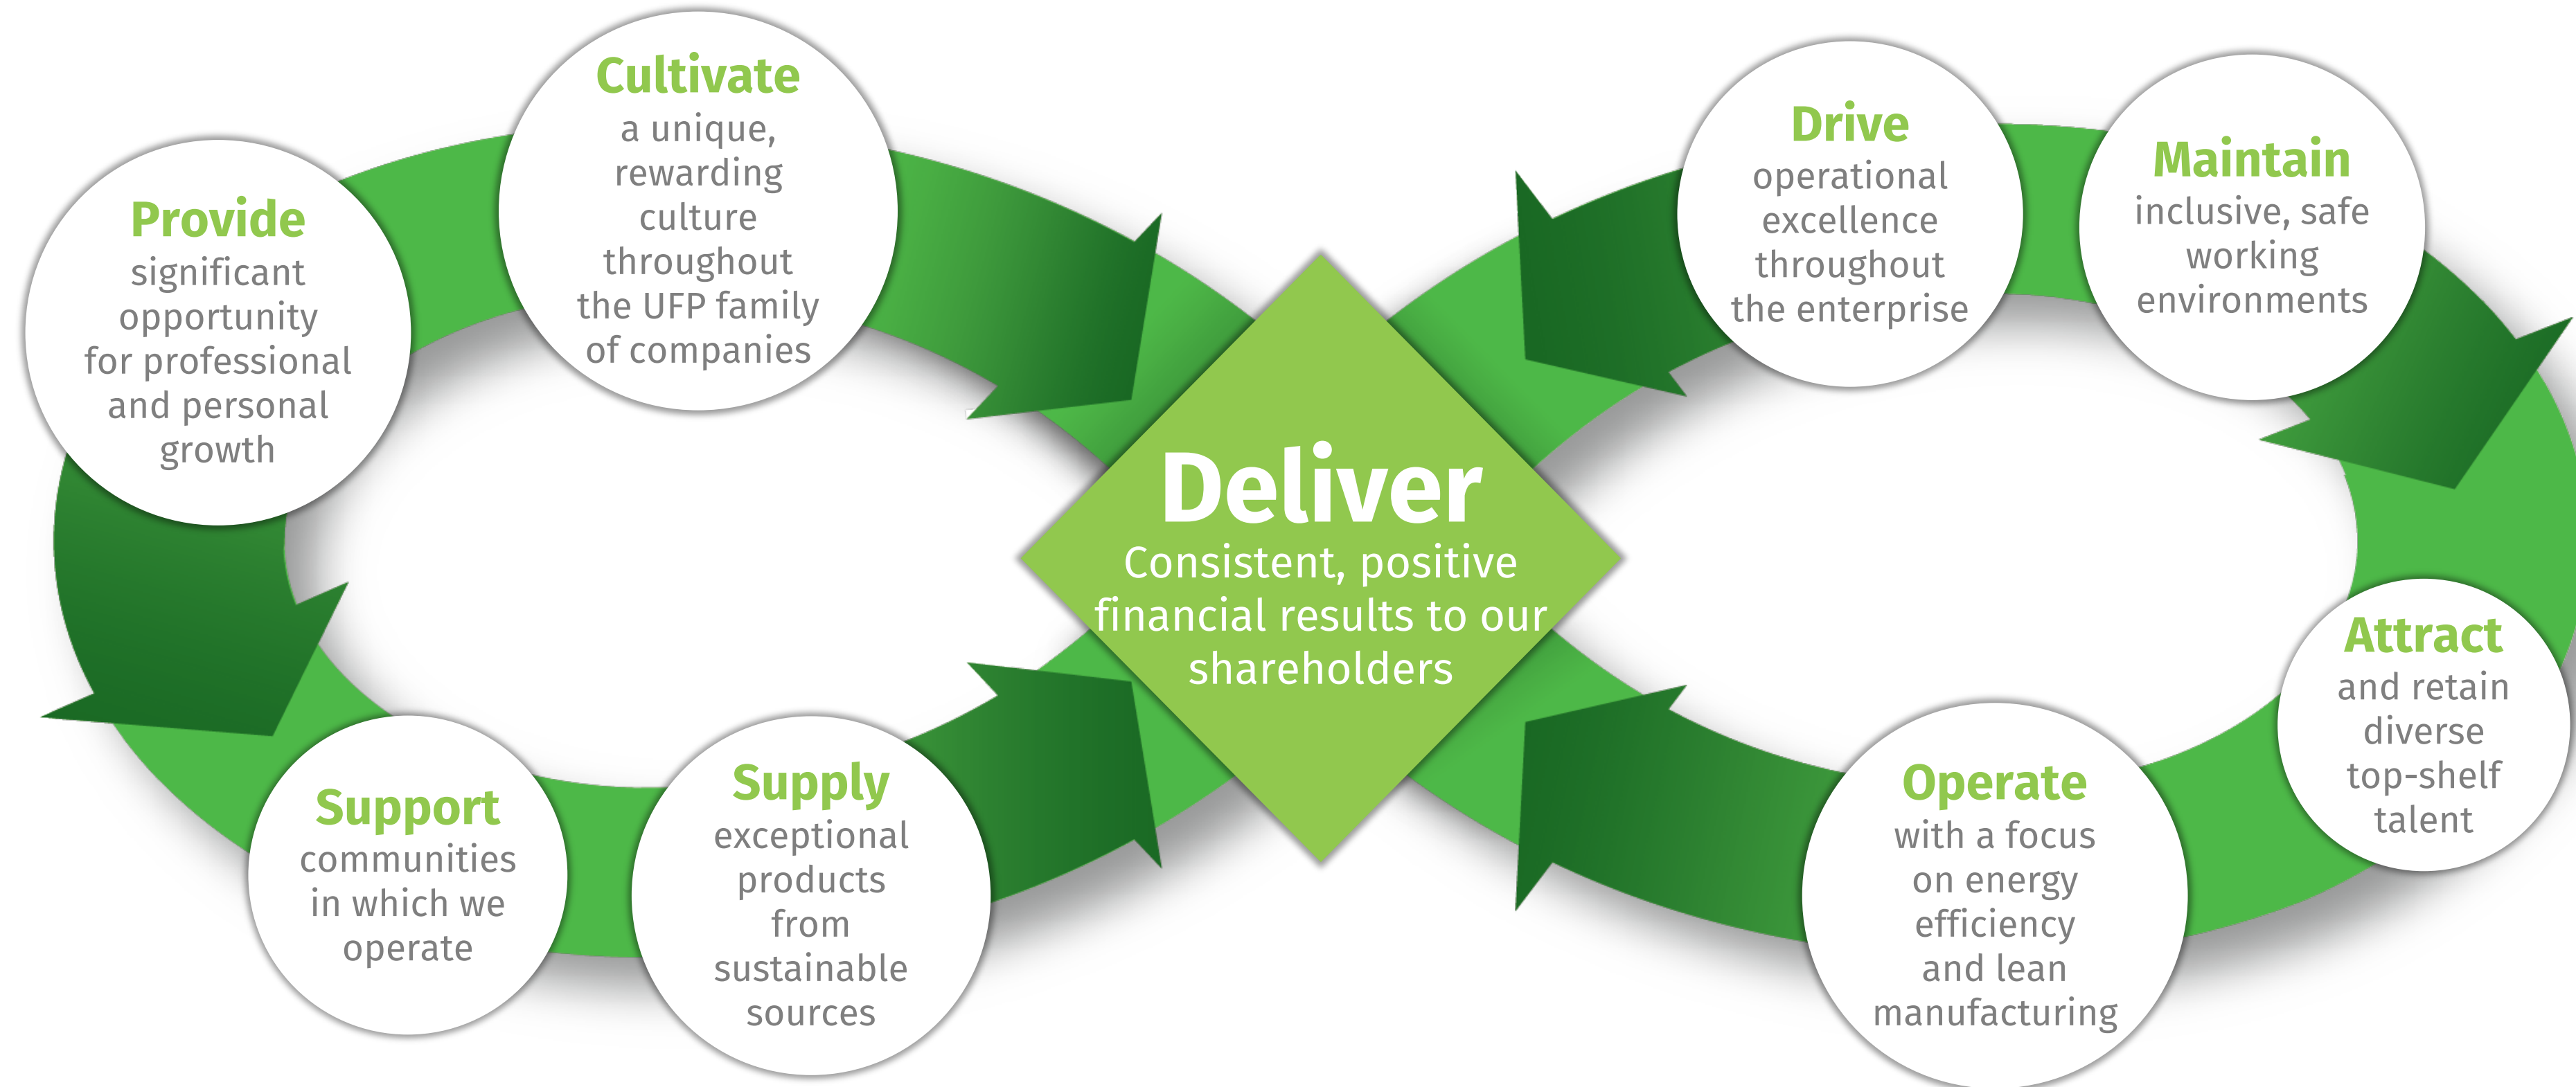 Provide
significant
opportunity
for professional
and personal
growth
Cultivate
a unique,
rewarding
culture
throughout
the UFP family
of companies
Support
communities
in which we
operate
Supply
exceptional
products
from
sustainable
sources
Deliver
Consistent, positive
financial results to our
shareholders
Drive
operational
excellence
throughout
the enterprise
Maintain
inclusive, safe
working
environments
Attract
and retain
diverse
top-shelf
talent
Operate
with a focus
on energy
efficiency
and lean
manufacturing